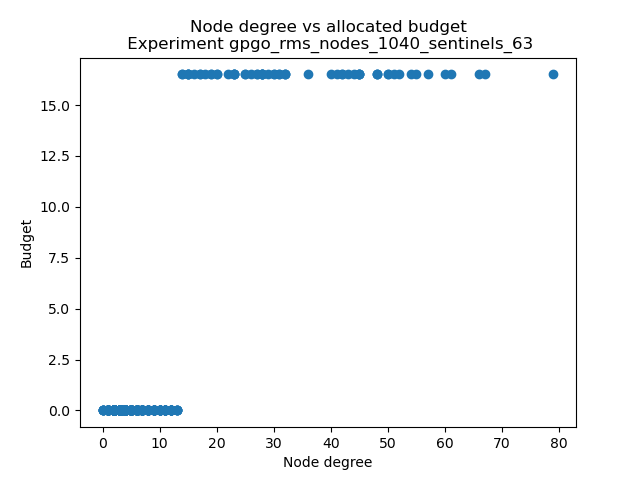 Node degree vs allocated budget
Experiment gpgo_rms_nodes_1040_sentinels_63
15.0
12.5
10.0
7.5
5.0
2.5
0.0
Budget
0 10 20 30 40 50 60 70 80
Node degree